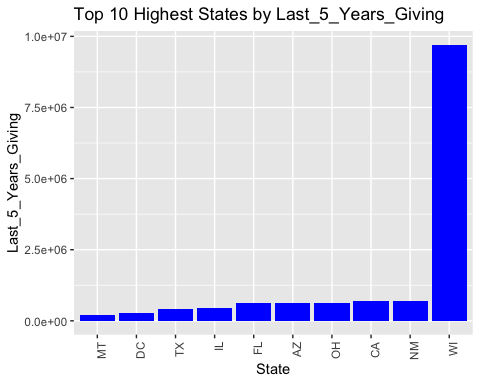 Top 10 Highest States by Last_5_Years_Giving
1.0e+07
7.5e+06
5.0e+06
2.5e+06
0.0e+00
Last_5_Years_Giving
MT DC TX IL FL AZ OH CA NM WI
State